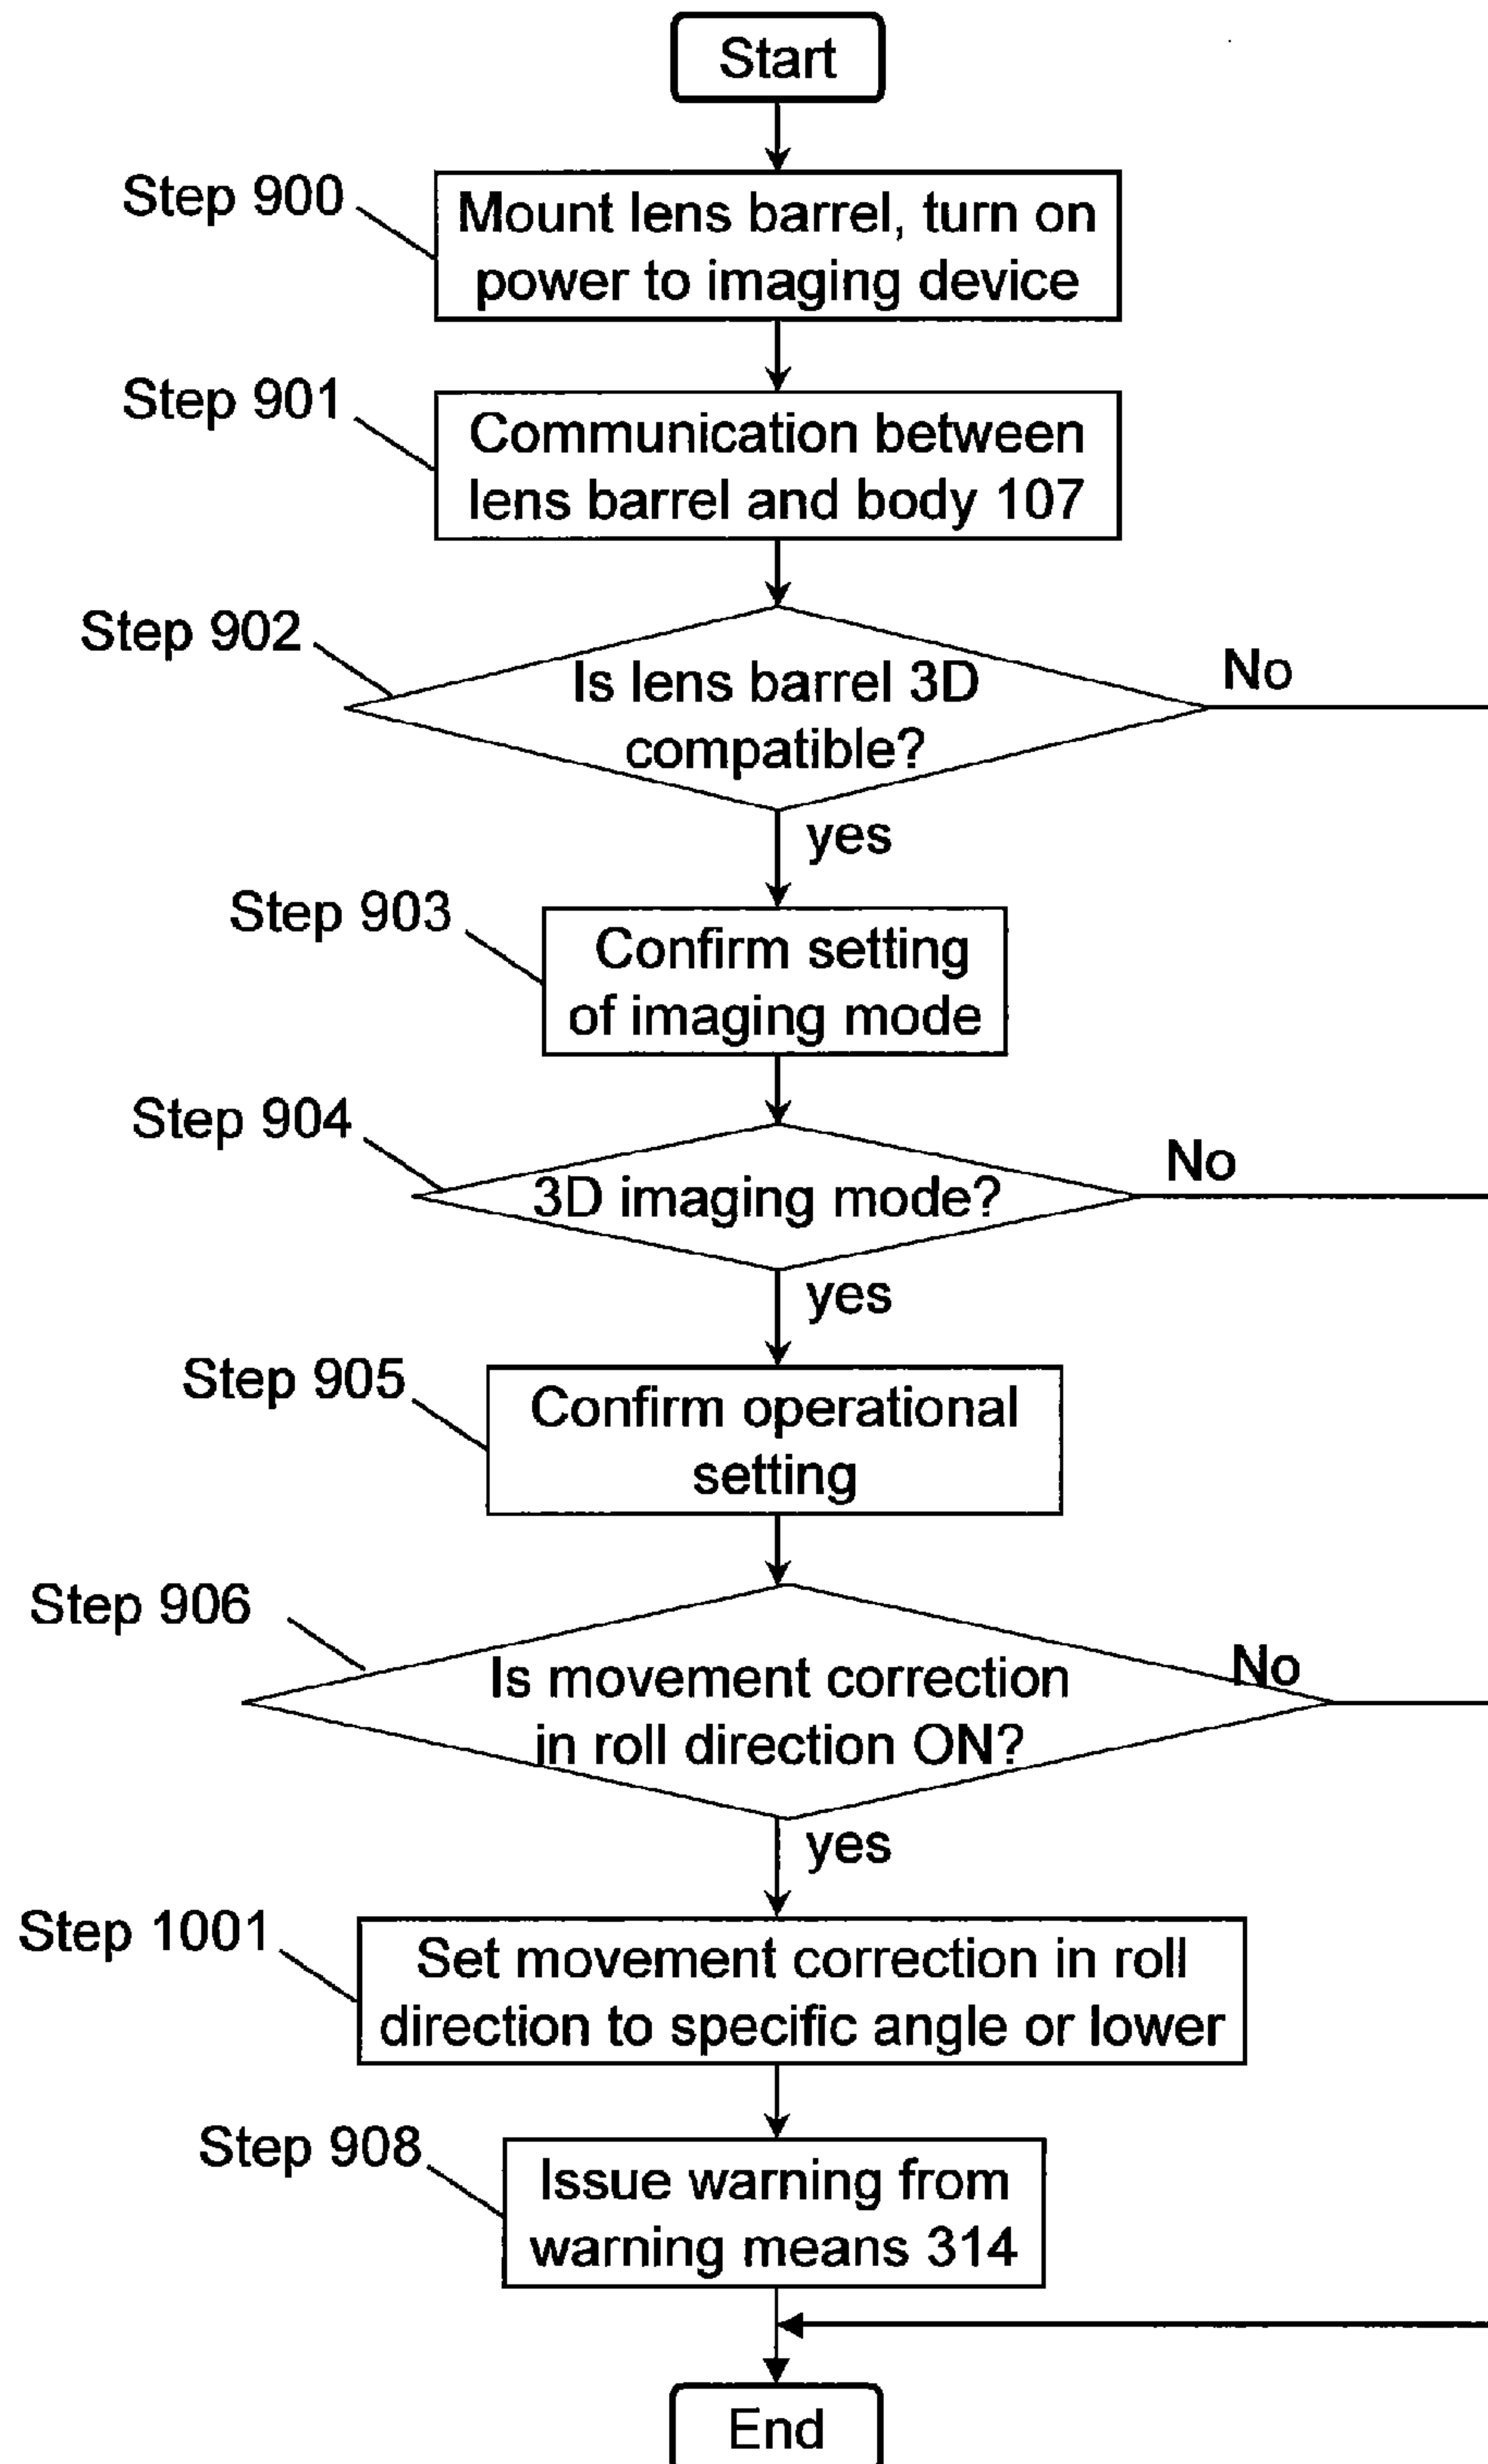 Start
Step 900
Mount lens barrel, turn on
power to imaging device
Step 901
Communication between
lens barrel and body 107
Step 902
Is lens barrel 3D
compatible?
No
yes
Step 903
Confirm setting
of imaging mode
Step 904
3D imaging mode?
No
yes
Step 905
Confirm operational
setting
Step 906
Is movement correction
in roll direction ON?
No
yes
Step 1001
Set movement correction in roll
direction to specific angle or lower
Step 908
Issue warning from
warning means 314
End